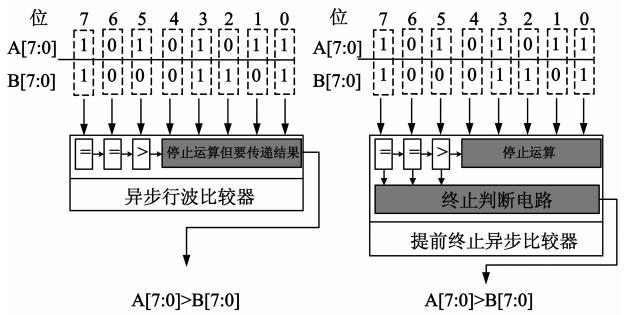 位 7 6 5 4 3 2 1 0
A[7:0] 1 0 1 0 1 0 1 1
B[7:0] 1 0 0 0 1 1 0 1
= = > 停止运算但要传递结果
异步行波比较器
A[7:0]>B[7:0]
位 7 6 5 4 3 2 1 0
A[7:0] 1 0 1 0 1 0 1 1
B[7:0] 1 0 0 0 1 1 0 1
= = > 停止运算
终止判断电路
提前终止异步比较器
A[7:0]>B[7:0]